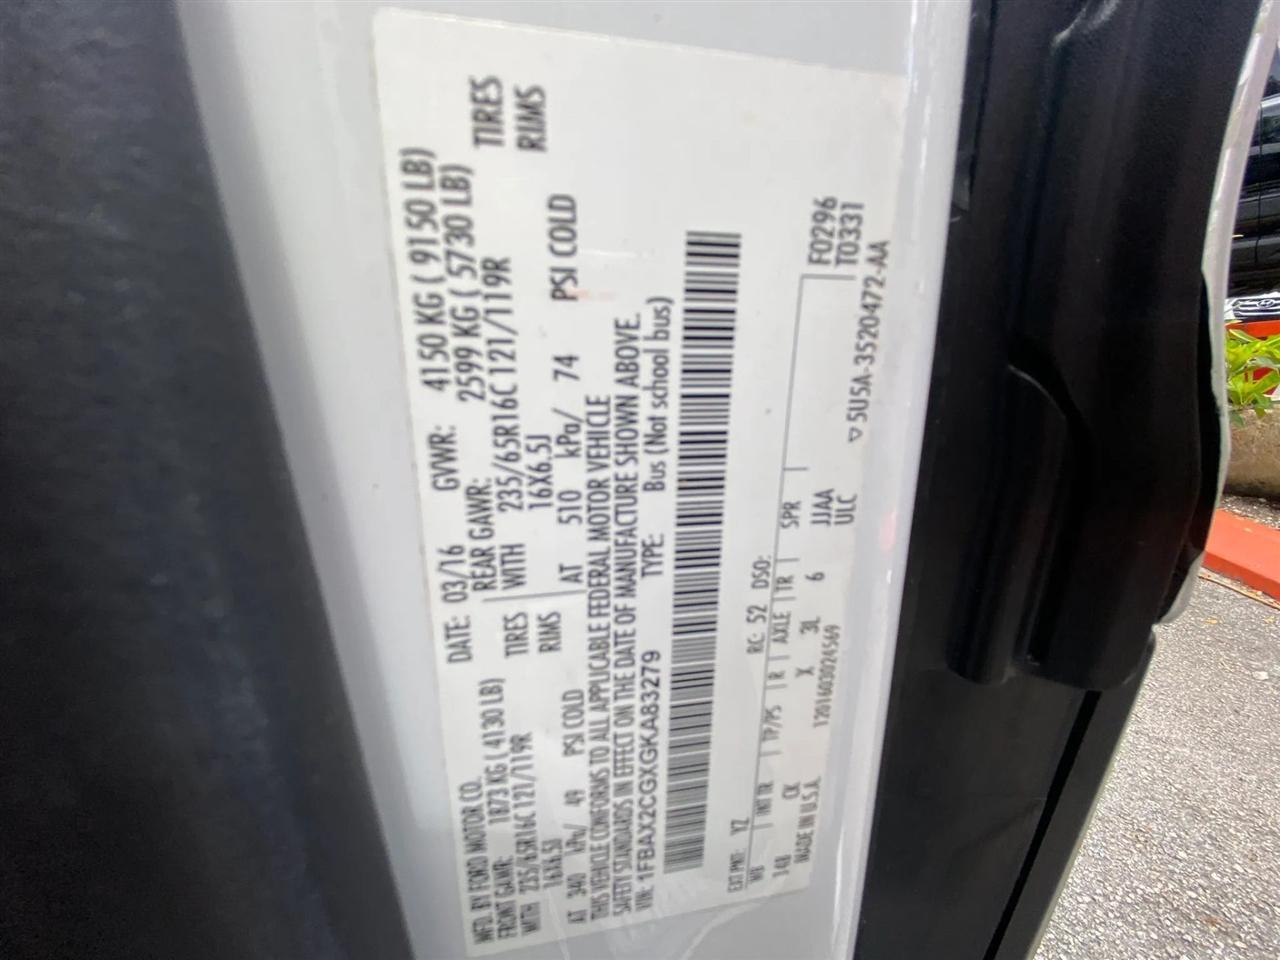 MFD. BY FORD MOTOR CO.
DATE: 03/16 GVWR: 4150 KG ( 9150 LB)
FRONT GAWR: 1873 KG ( 4130 LB) REAR GAWR: 2599 KG ( 5730 LB)
WITH 235/65R16C 121/119R TIRES WITH 235/65R16C 121/119R TIRES
16X6.5J RIMS 16X6.5J RIMS
AT 340 kPa/ 49 PSI COLD AT 510 kPa/ 74 PSI COLD
THIS VEHICLE CONFORMS TO ALL APPLICABLE FEDERAL MOTOR VEHICLE
SAFETY STANDARDS IN EFFECT ON THE DATE OF MANUFACTURE SHOWN ABOVE.
VIN: 1FBAX2CGXGKA83279 TYPE: Bus (Not school bus)
EXT PNT: YZ RC: 52 DSO:
WB INT TR TP/PS R AXLE TR SPR F0296
148 CK X 3L 6 JJAA T0331
MADE IN U.S.A. 12016030024569 ULC
▽5U5A-3520472-AA